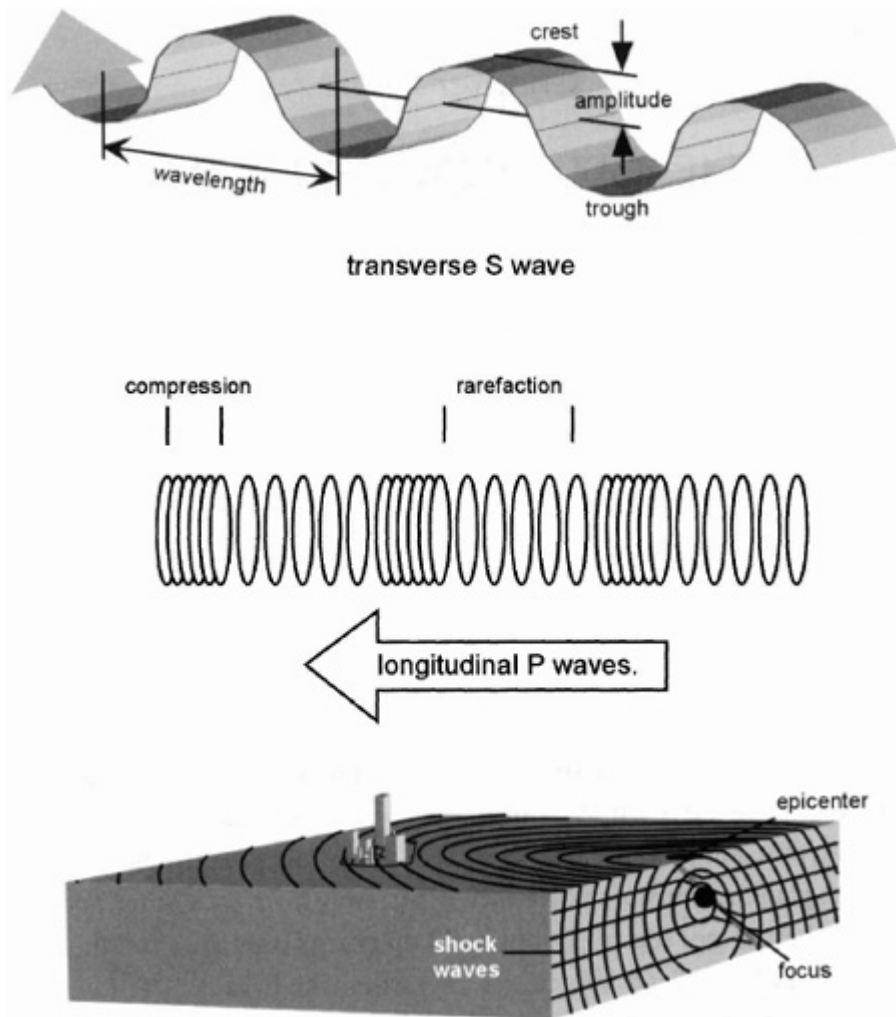 crest
amplitude
wavelength
trough
transverse S wave
compression
rarefaction
longitudinal P waves.
epicenter
shock
waves
focus